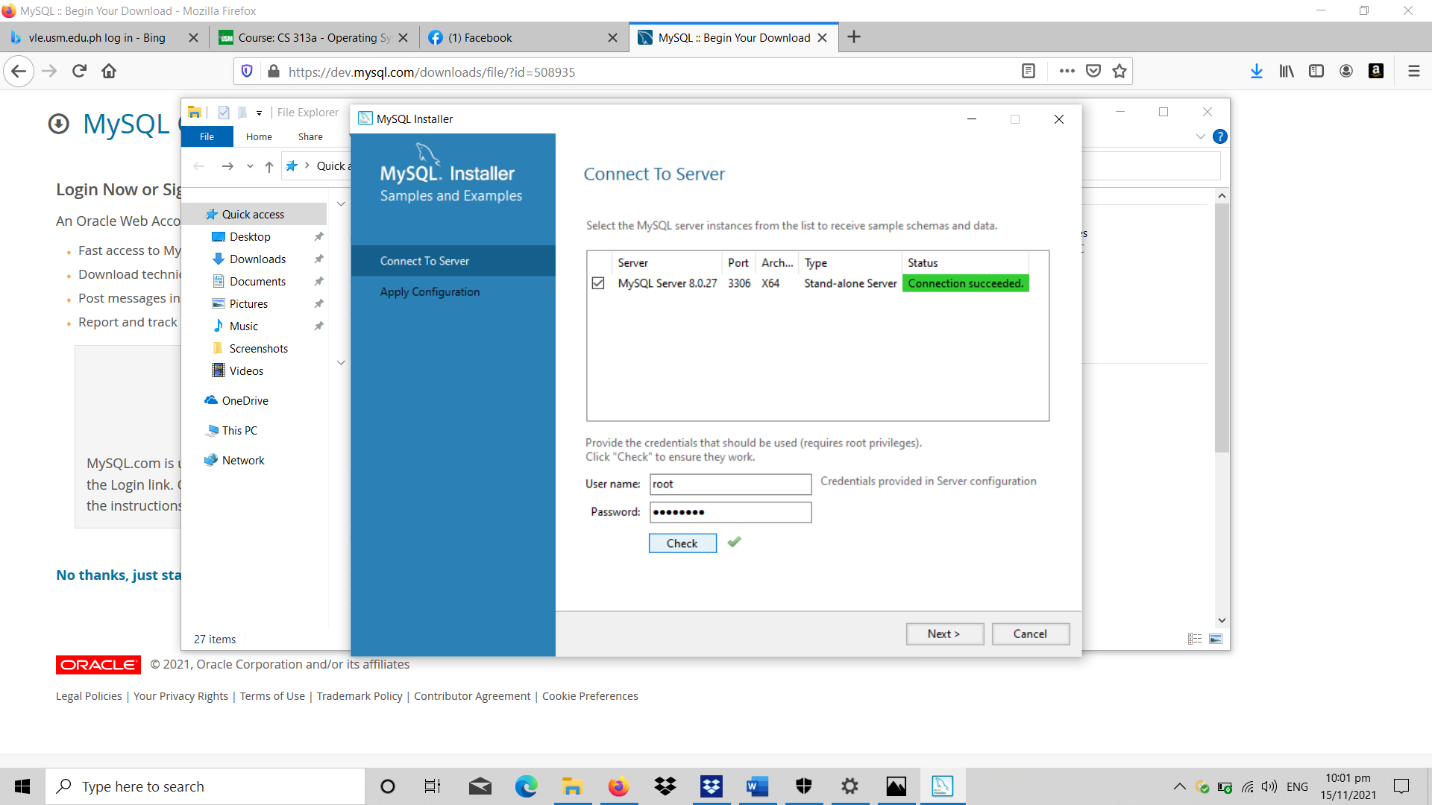 MySQL :: Begin Your Download - Mozilla Firefox
vle.usm.edu.ph log in - Bing
USM Course: CS 313a - Operating Sy
(1) Facebook
MySQL :: Begin Your Download
https://dev.mysql.com/downloads/file/?id=508935
MySQL
Login Now or Sig
An Oracle Web Acco
Fast access to My
Download technic
Post messages in
Report and track
MySQL.com is u
the Login link. O
the instructions
No thanks, just sta
ORACLE © 2021, Oracle Corporation and/or its affiliates
Legal Policies | Your Privacy Rights | Terms of Use | Trademark Policy | Contributor Agreement | Cookie Preferences
File Explorer
File Home Share
Quick a
Quick access
Desktop
Downloads
Documents
Pictures
Music
Screenshots
Videos
OneDrive
This PC
Network
27 items
MySQL Installer
MySQL. Installer
Samples and Examples
Connect To Server
Apply Configuration
Connect To Server
Select the MySQL server instances from the list to receive sample schemas and data.
Server Port Arch... Type Status
MySQL Server 8.0.27 3306 X64 Stand-alone Server Connection succeeded.
Provide the credentials that should be used (requires root privileges).
Click "Check" to ensure they work.
User name: root Credentials provided in Server configuration
Password: ●●●●●●●●
Check
Next > Cancel
Type here to search
ENG
10:01 pm
15/11/2021